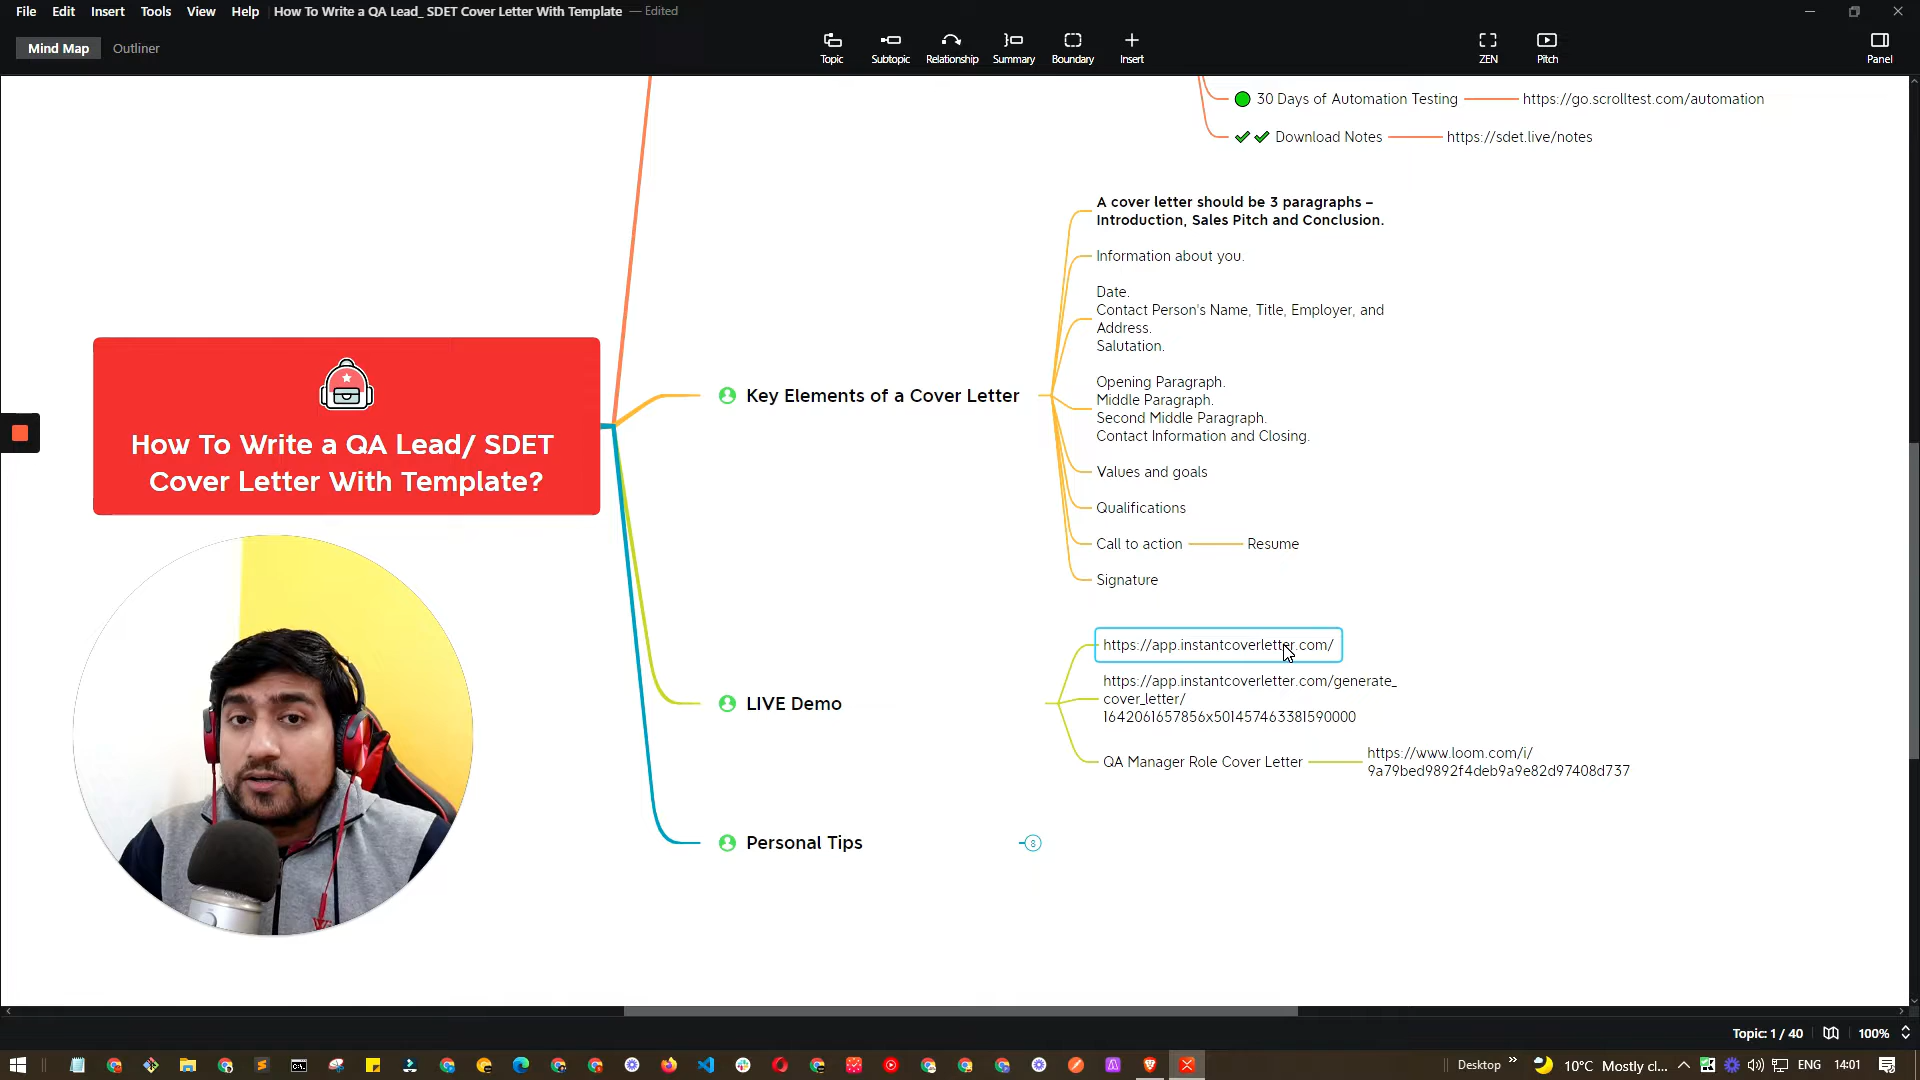 File Edit Insert Tools View Help How To Write a QA Lead_ SDET Cover Letter With Template — Edited
Mind Map Outliner
Topic Subtopic Relationship Summary Boundary Insert ZEN Pitch Panel
30 Days of Automation Testing https://go.scrolltest.com/automation
Download Notes https://sdet.live/notes
A cover letter should be 3 paragraphs –
Introduction, Sales Pitch and Conclusion.
Information about you.
Date.
Contact Person's Name, Title, Employer, and
Address.
Salutation.
Key Elements of a Cover Letter
Opening Paragraph.
Middle Paragraph.
Second Middle Paragraph.
Contact Information and Closing.
How To Write a QA Lead/ SDET
Cover Letter With Template?
Values and goals
Qualifications
Call to action Resume
Signature
LIVE Demo
https://app.instantcoverletter.com/
https://app.instantcoverletter.com/generate_
cover_letter/
1642061657856x501457463381590000
QA Manager Role Cover Letter
https://www.loom.com/i/
9a79bed9892f4deb9a9e82d97408d737
Personal Tips 8
Topic: 1 / 40 100%
Desktop 10°C Mostly cl... ENG 14:01